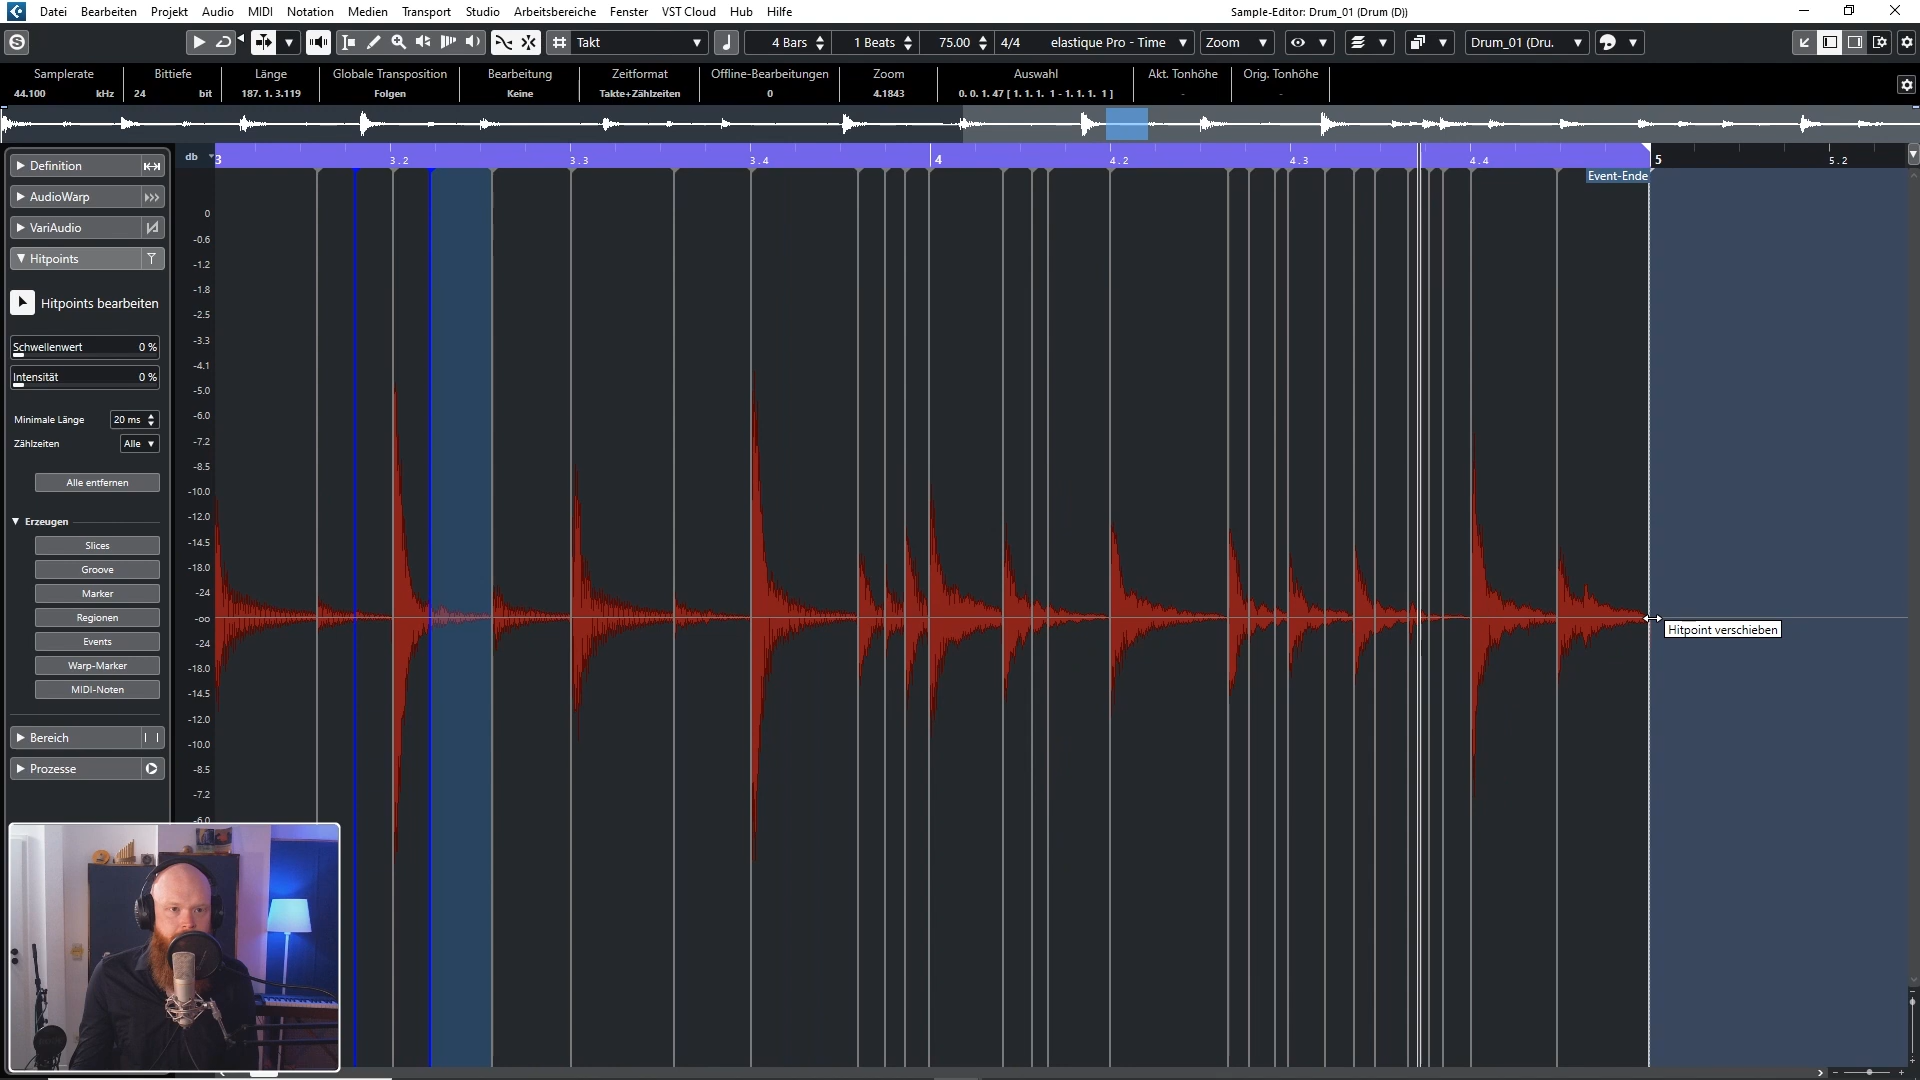 Datei Bearbeiten Projekt Audio MIDI Notation Medien Transport Studio Arbeitsbereiche Fenster VST Cloud Hub Hilfe Sample-Editor: Drum_01 (Drum (D))
Takt 4 Bars 1 Beats 75.00 4/4 elastique Pro - Time Zoom Drum_01 (Dru.
Samplerate Bittiefe Länge Globale Transposition Bearbeitung Zeitformat Offline-Bearbeitungen Zoom Auswahl Akt. Tonhöhe Orig. Tonhöhe
44.100 kHz 24 bit 187. 1. 3.119 Folgen Keine Takte+Zählzeiten 0 4.1843 0. 0. 1. 47 [ 1. 1. 1. 1 - 1. 1. 1. 1 ] - -
db 3 3.2 3.3 3.4 4 4.2 4.3 4.4 5 5.2
Event-Ende
Definition
AudioWarp
VariAudio
Hitpoints
Hitpoints bearbeiten
Schwellenwert 0 %
Intensität 0 %
Minimale Länge 20 ms
Zählzeiten Alle
Alle entfernen
Erzeugen
Slices
Groove
Marker
Regionen
Events
Warp-Marker
MIDI-Noten
Bereich
Prozesse
0
-0.6
-1.2
-1.8
-2.5
-3.3
-4.1
-5.0
-6.0
-7.2
-8.5
-10.0
-12.0
-14.5
-18.0
-24
-oo
-24
-18.0
-14.5
-12.0
-10.0
-8.5
-7.2
-6.0
Hitpoint verschieben